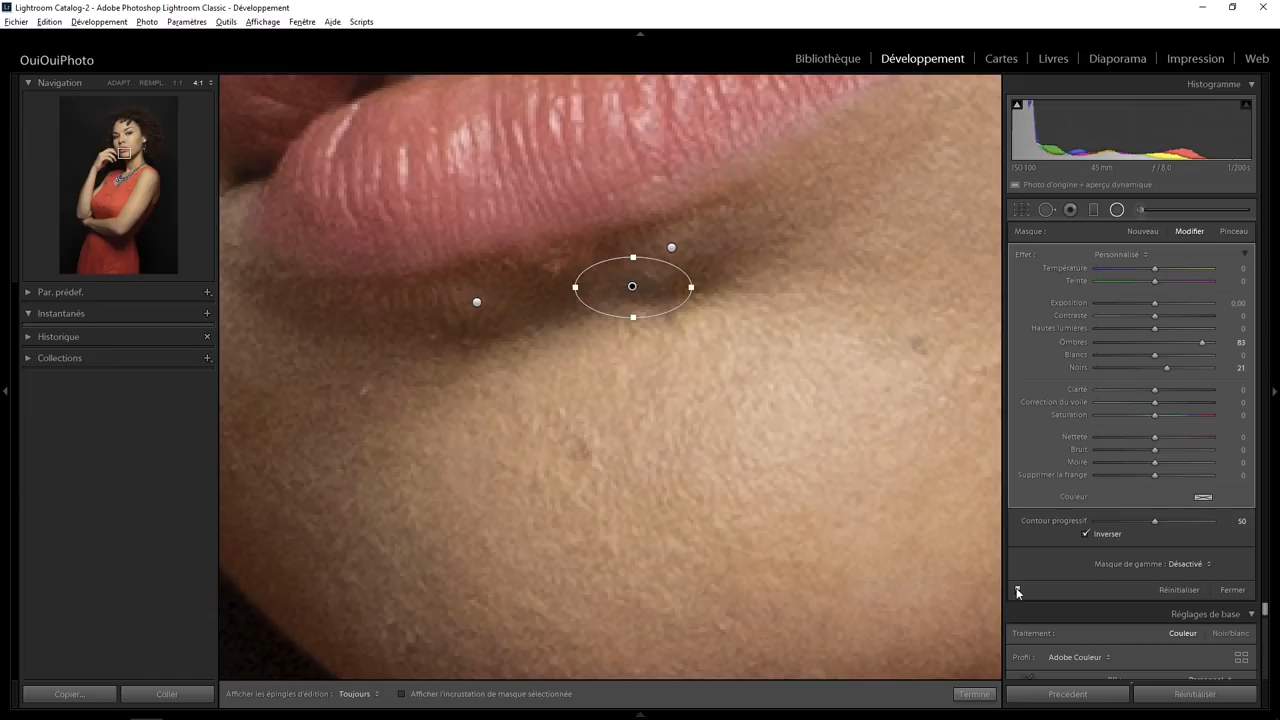 Lightroom Catalog-2 - Adobe Photoshop Lightroom Classic - Développement
Fichier Edition Développement Photo Paramètres Outils Affichage Fenêtre Aide Scripts
OuiOuiPhoto
Bibliothèque | Développement | Cartes | Livres | Diaporama | Impression | Web
Navigation ADAPT. REMPL. 1:1 4:1
Histogramme
ISO 100 45 mm ƒ / 8,0 1/200 s
Photo d'origine + aperçu dynamique
Masque : Nouveau Modifier Pinceau
Effet : Personnalisé
Température 0
Teinte 0
Exposition 0,00
Contraste 0
Hautes lumières 0
Ombres 83
Blancs 0
Noirs 21
Clarté 0
Correction du voile 0
Saturation 0
Netteté 0
Bruit 0
Moiré 0
Supprimer la frange 0
Couleur
Contour progressif 50
Inverser
Masque de gamme : Désactivé
Réinitialiser Fermer
Réglages de base
Traitement : Couleur Noir/blanc
Profil : Adobe Couleur
Par. prédef.
Instantanés
Historique
Collections
Copier... Coller
Afficher les épingles d'édition : Toujours Afficher l'incrustation de masque sélectionnée Terminé
Précédent Réinitialiser